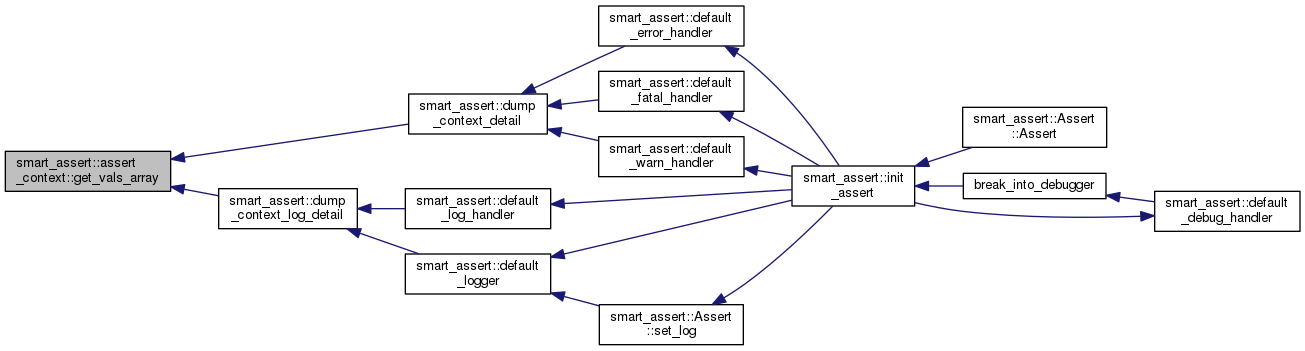 smart_assert::default
_error_handler
smart_assert::default
_fatal_handler
smart_assert::dump
_context_detail
smart_assert::Assert
::Assert
smart_assert::default
_warn_handler
smart_assert::assert
_context::get_vals_array
smart_assert::init
_assert
break_into_debugger
smart_assert::dump
_context_log_detail
smart_assert::default
_log_handler
smart_assert::default
_debug_handler
smart_assert::default
_logger
smart_assert::Assert
::set_log